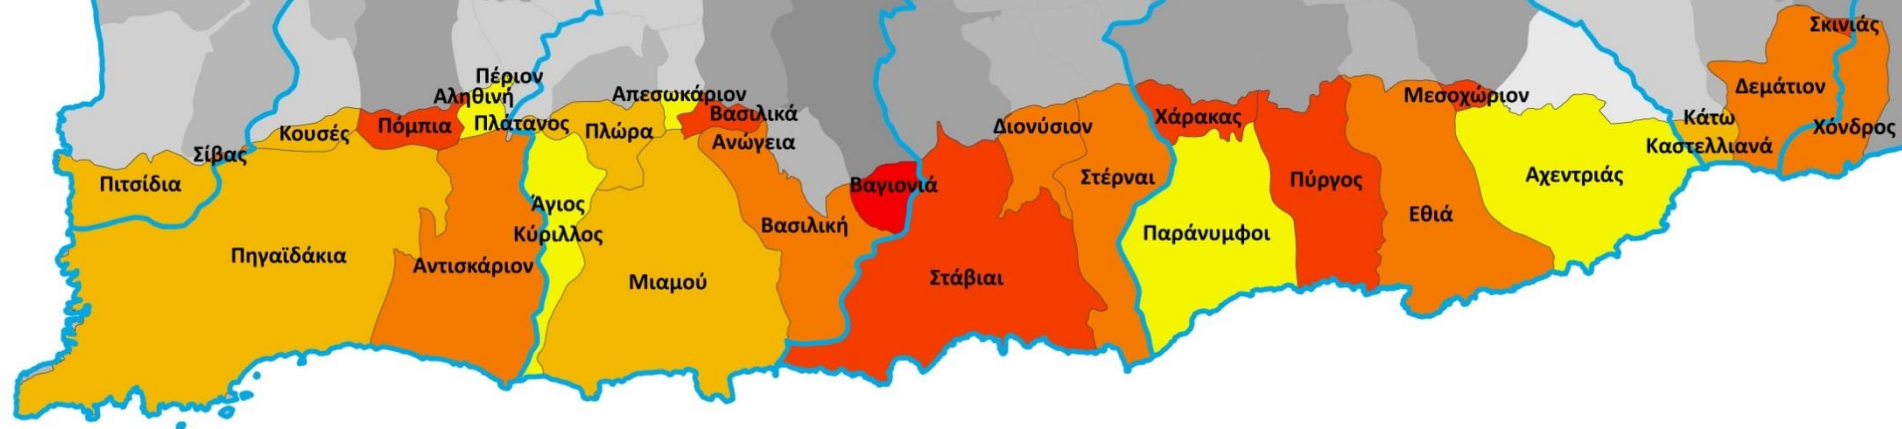 Σκινιάς
Πέριον
Αληθινή
Απεσωκάριον
Μεσοχώριον
Δεμάτιον
Κουσές
Πόμπια
Πλάτανος
Πλώρα
Βασιλικά
Ανώγεια
Διονύσιον
Χάρακας
Κάτω
Καστελλιανά
Χόνδρος
Σίβας
Πιτσίδια
Βαγιονιά
Στέρναι
Πύργος
Αχεντριάς
Άγιος
Κύριλλος
Βασιλική
Παράνυμφοι
Εθιά
Πηγαϊδάκια
Αντισκάριον
Μιαμού
Στάβιαι